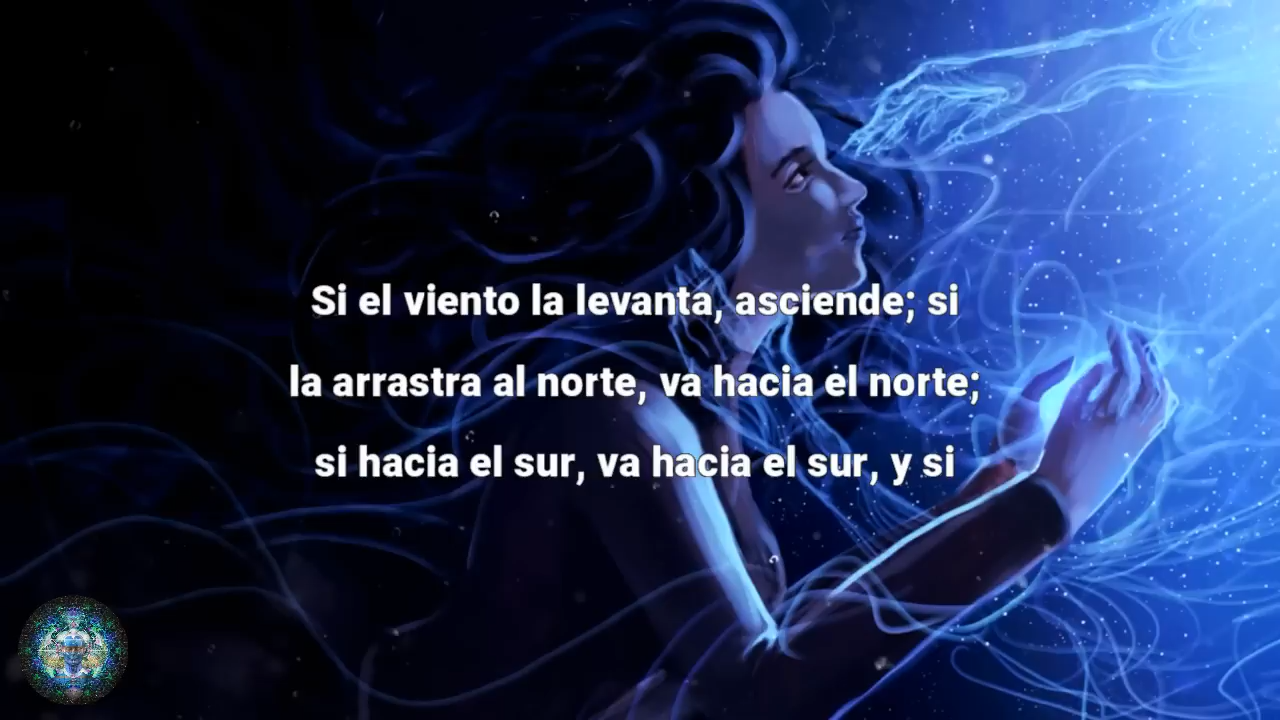 Si el viento la levanta, asciende; si
la arrastra al norte, va hacia el norte;
si hacia el sur, va hacia el sur, y si